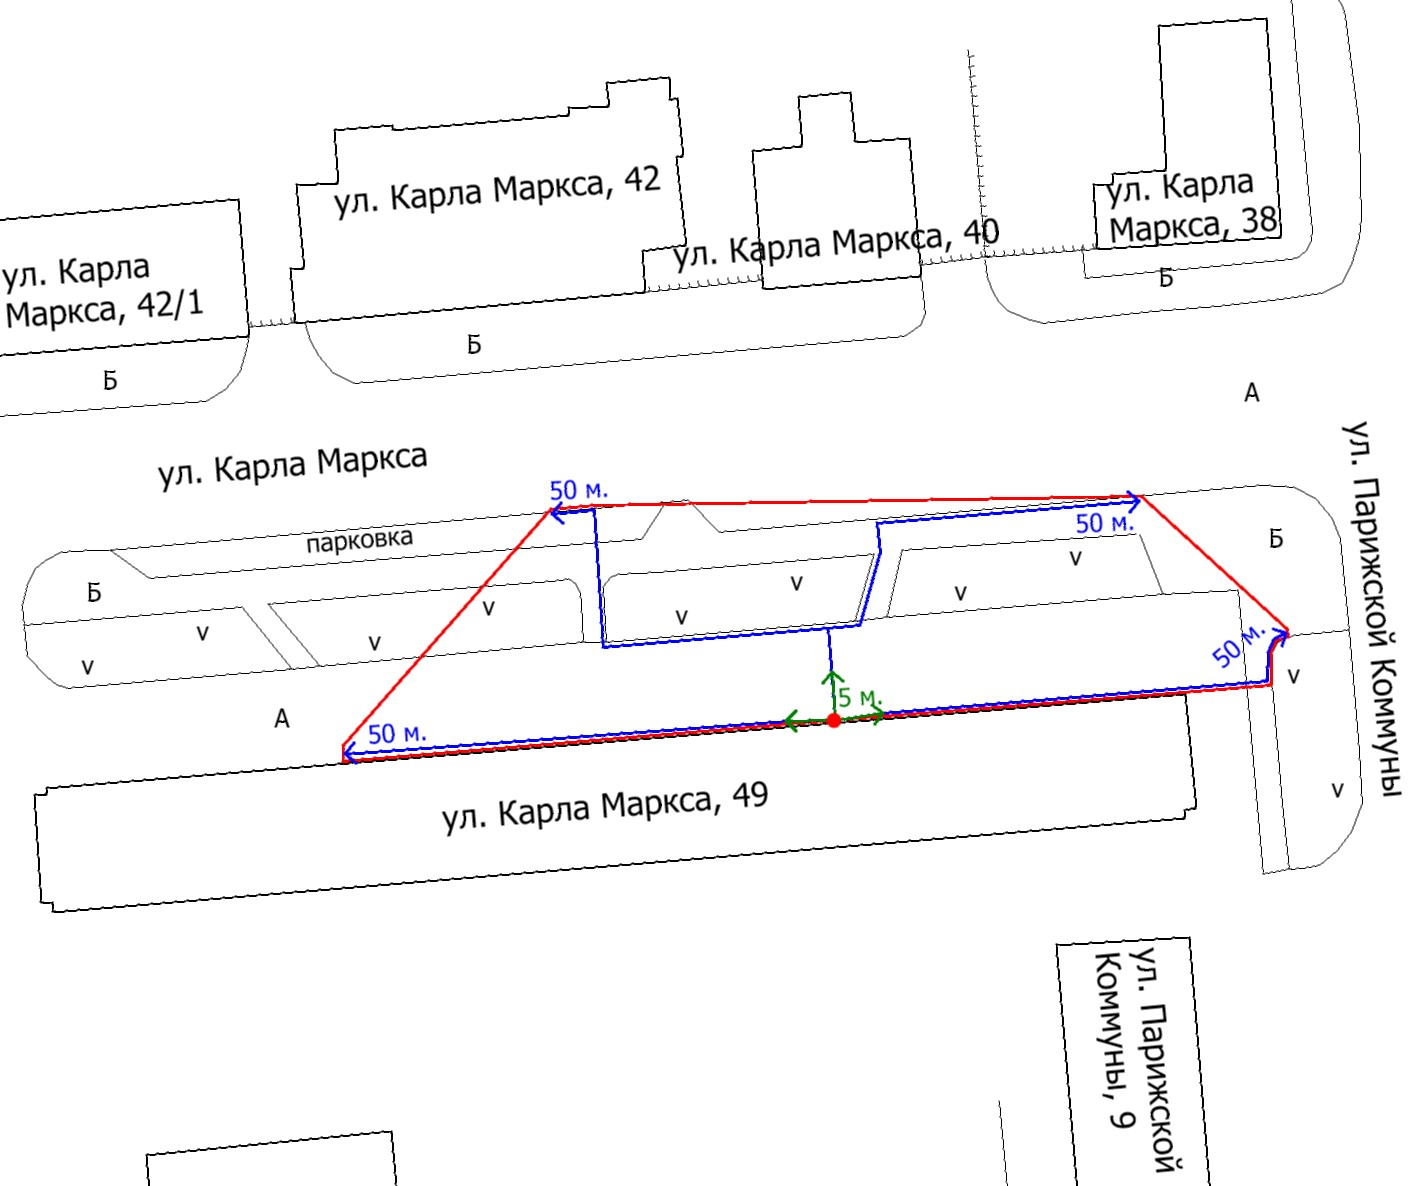 ул. Карла Маркса, 42
ул. Карла
Маркса, 38
ул. Карла Маркса, 40
ул. Карла
Маркса, 42/1
Б
Б
Б
А
ул. Карла Маркса
50 м.
50 м.
парковка
Б
Б
ул. Парижской Коммуны
v
v
v
v
v
v
v
v
50 м.
v
v
А
5 м.
50 м.
ул. Карла Маркса, 49
ул. Парижской
Коммуны, 9